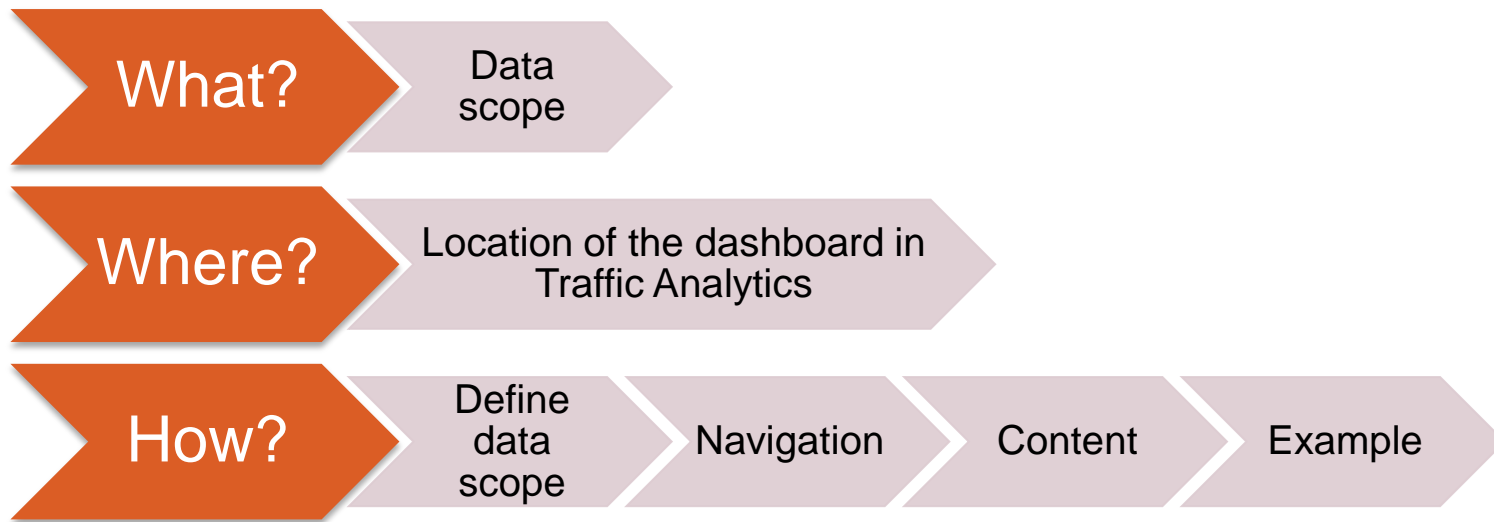 What?
Data
scope
Where?
Location of the dashboard in
Traffic Analytics
How?
Define
data
scope
Navigation
Content
Example